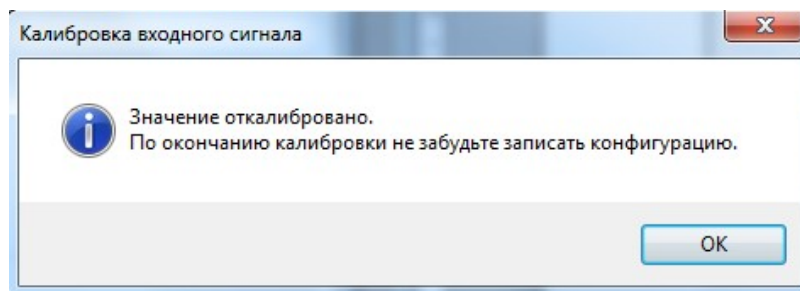 Калибровка входного сигнала
Значение откалибровано.
По окончанию калибровки не забудьте записать конфигурацию.
OK